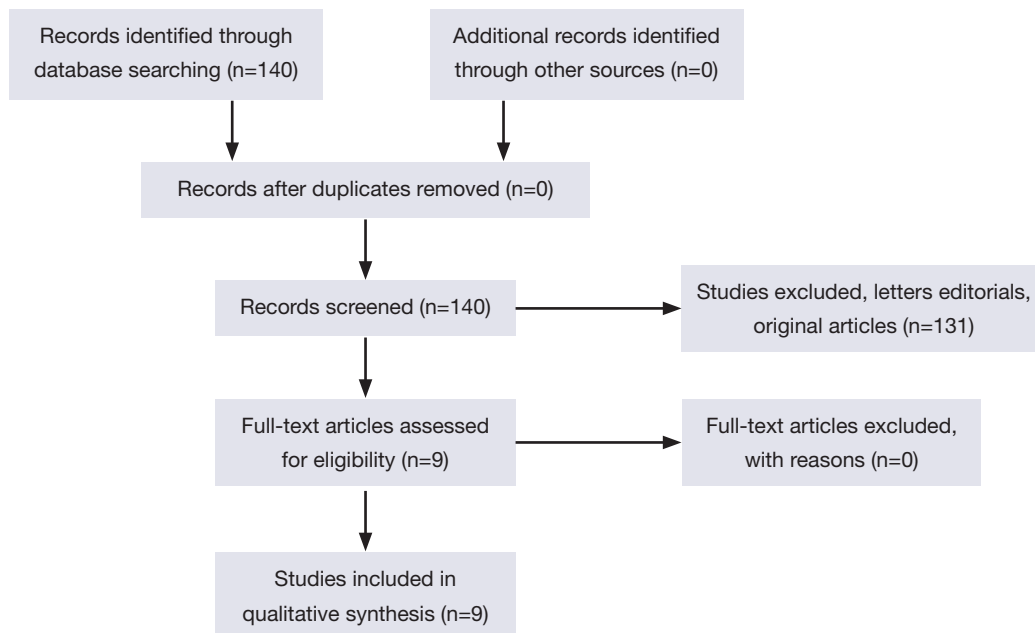 Records identified through
database searching (n=140)
Additional records identified
through other sources (n=0)
Records after duplicates removed (n=0)
Records screened (n=140)
Studies excluded, letters editorials,
original articles (n=131)
Full-text articles assessed
for eligibility (n=9)
Full-text articles excluded,
with reasons (n=0)
Studies included in
qualitative synthesis (n=9)